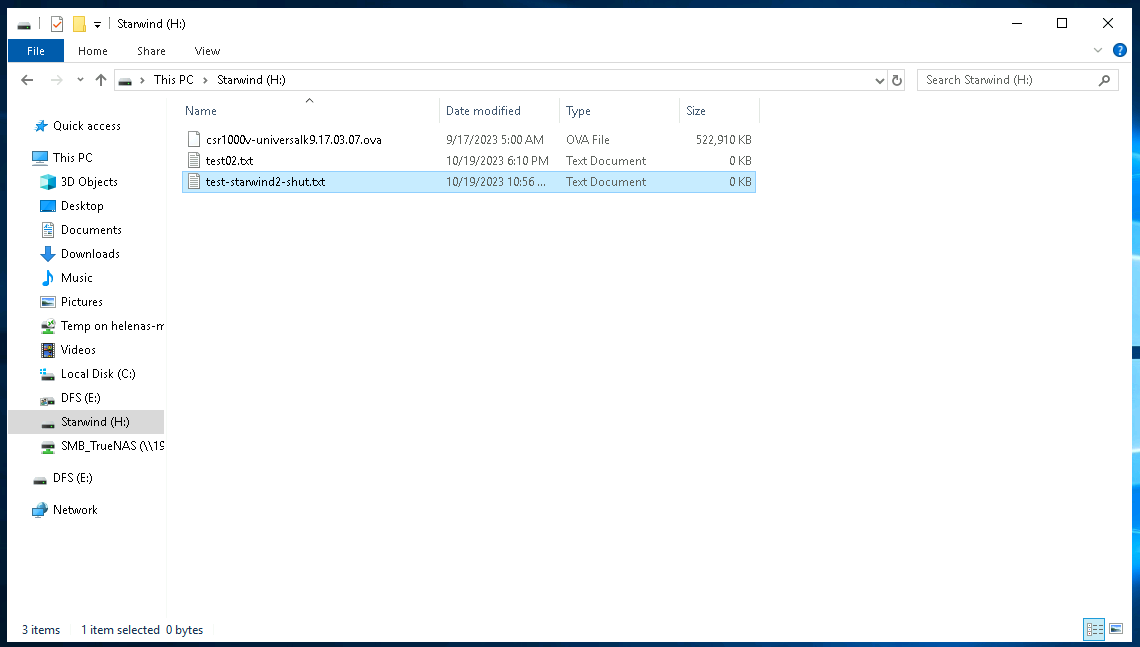 Starwind (H:)
File Home Share View
This PC Starwind (H:)
Search Starwind (H:)
Name Date modified Type Size
csr1000v-universalk9.17.03.07.ova 9/17/2023 5:00 AM OVA File 522,910 KB
test02.txt 10/19/2023 6:10 PM Text Document 0 KB
test-starwind2-shut.txt 10/19/2023 10:56 ... Text Document 0 KB
Quick access
This PC
3D Objects
Desktop
Documents
Downloads
Music
Pictures
Temp on helenas-m
Videos
Local Disk (C:)
DFS (E:)
Starwind (H:)
SMB_TrueNAS (\\19
DFS (E:)
Network
3 items 1 item selected 0 bytes